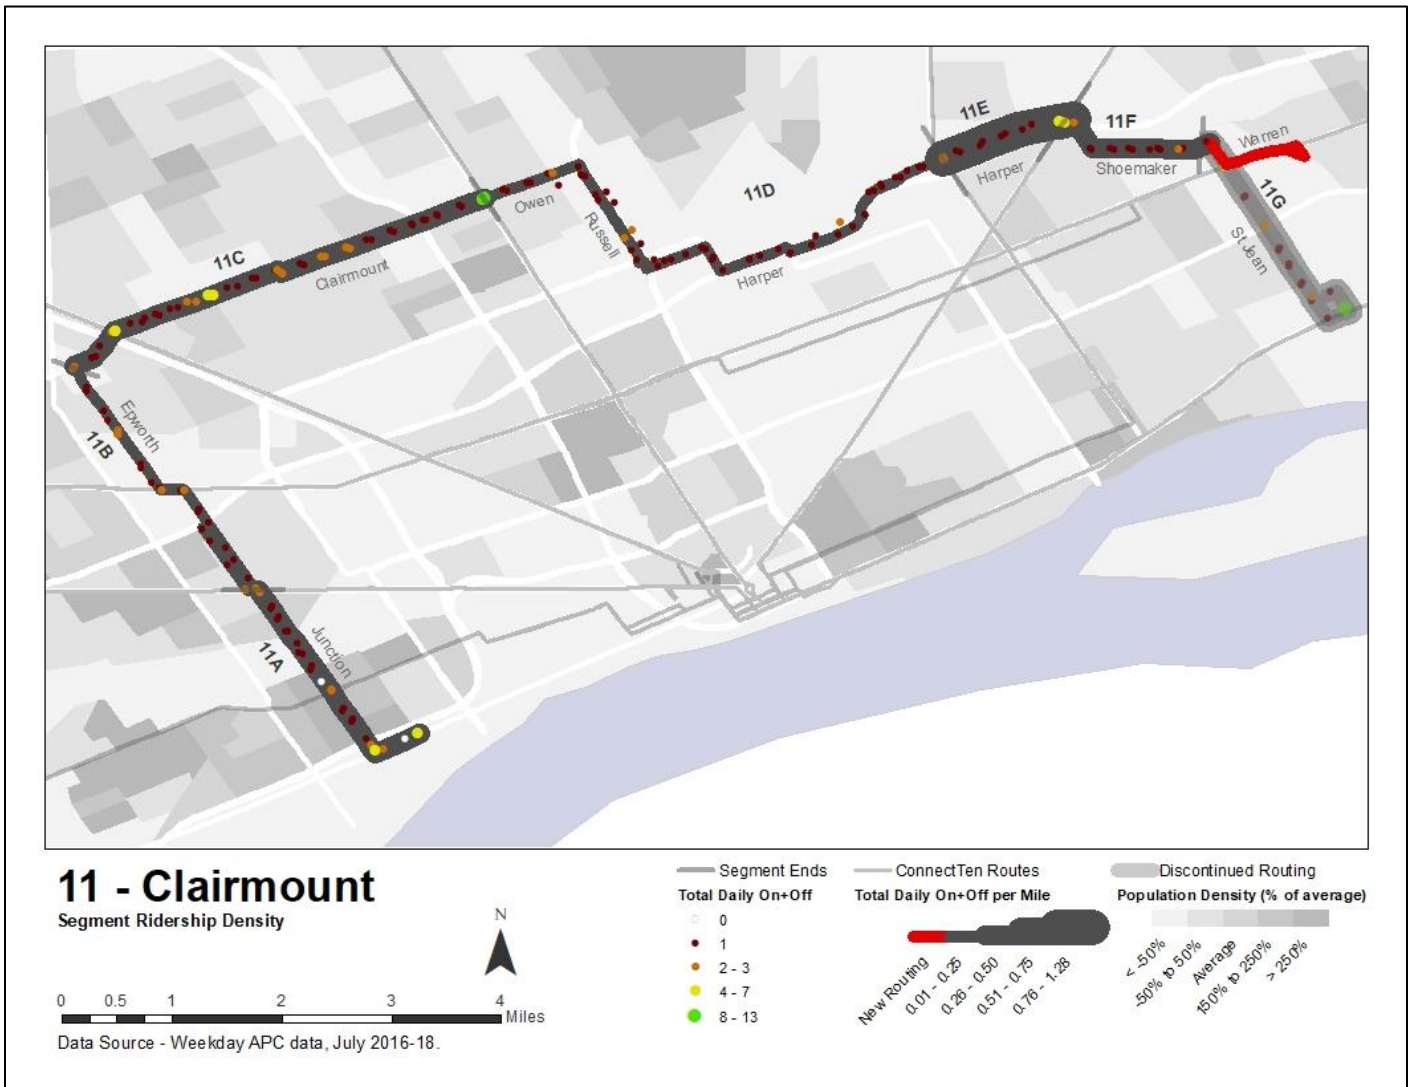 11E
11F
Warren
Harper
Shoemaker
11D
11G
Owen
Russell
St Jean
11C
Clairmount
Harper
Epworth
11B
Junction
11A
11 - Clairmount
Segment Ridership Density
N
0 0.5 1 2 3 4
Miles
Data Source - Weekday APC data, July 2016-18.
Segment Ends
Total Daily On+Off
0
1
2 - 3
4 - 7
8 - 13
ConnectTen Routes
Total Daily On+Off per Mile
New Routing
0.01 - 0.25
0.26 - 0.50
0.51 - 0.75
0.76 - 1.28
Discontinued Routing
Population Density (% of average)
< -50%
-50% to 50%
Average
150% to 250%
> 250%